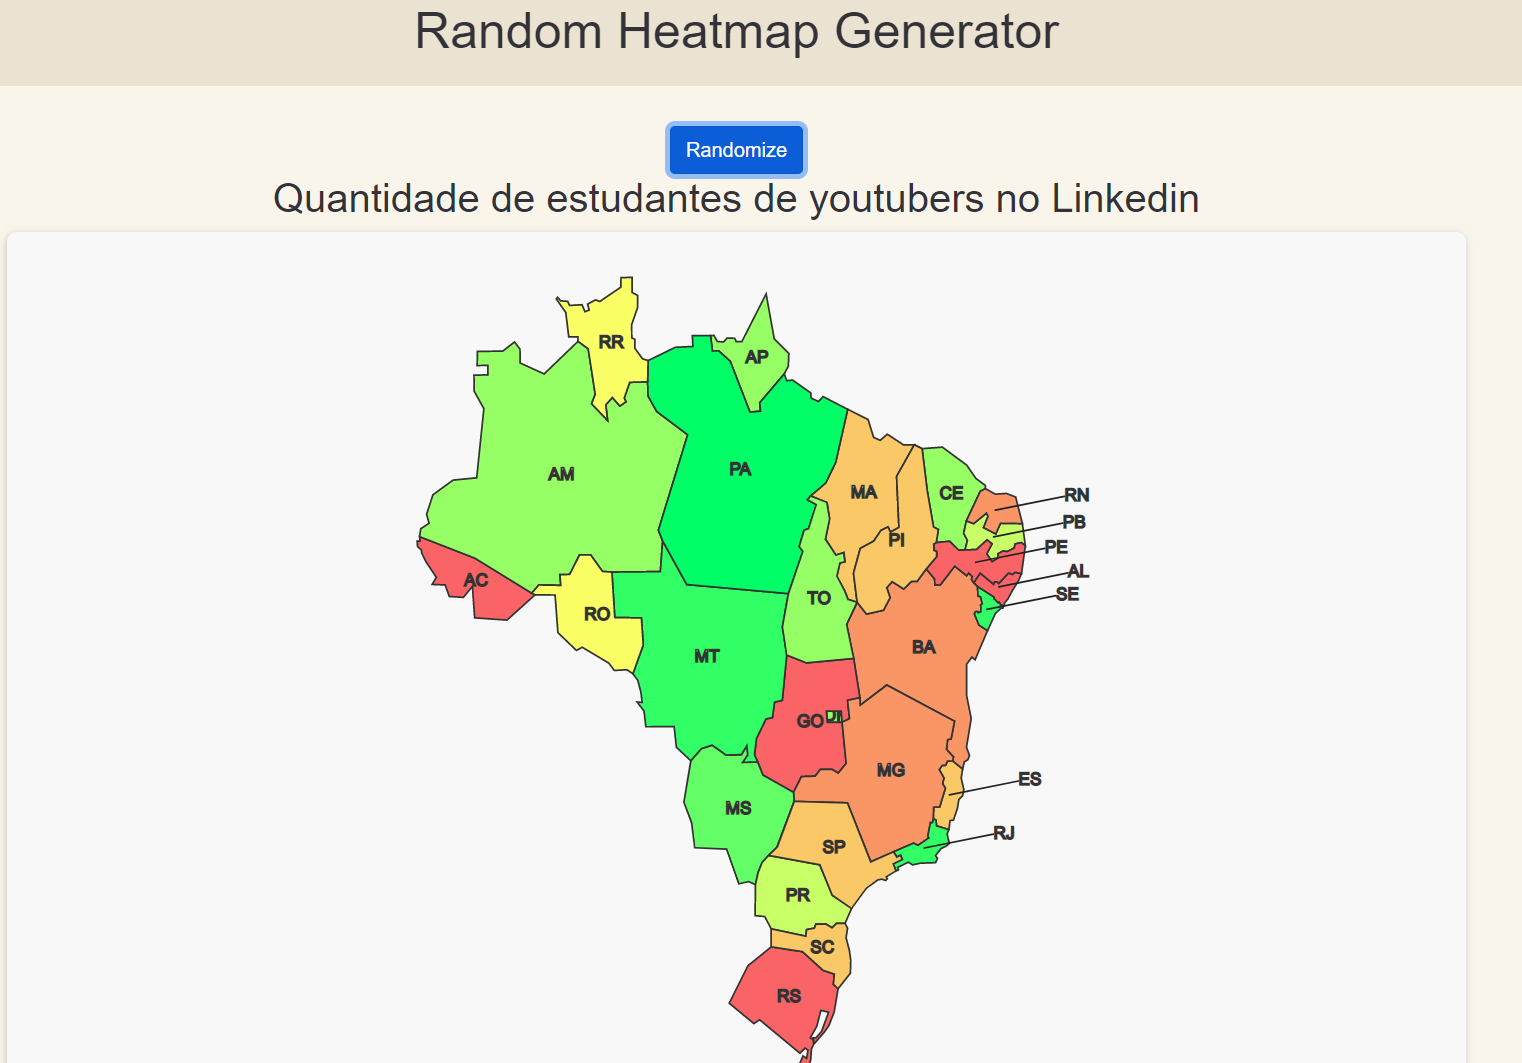 Random Heatmap Generator
Randomize
Quantidade de estudantes de youtubers no Linkedin
RR
AP
AM
PA
MA
CE
RN
PB
PI
PE
AL
AC
SE
TO
RO
BA
MT
GO
MG
ES
MS
RJ
SP
PR
SC
RS